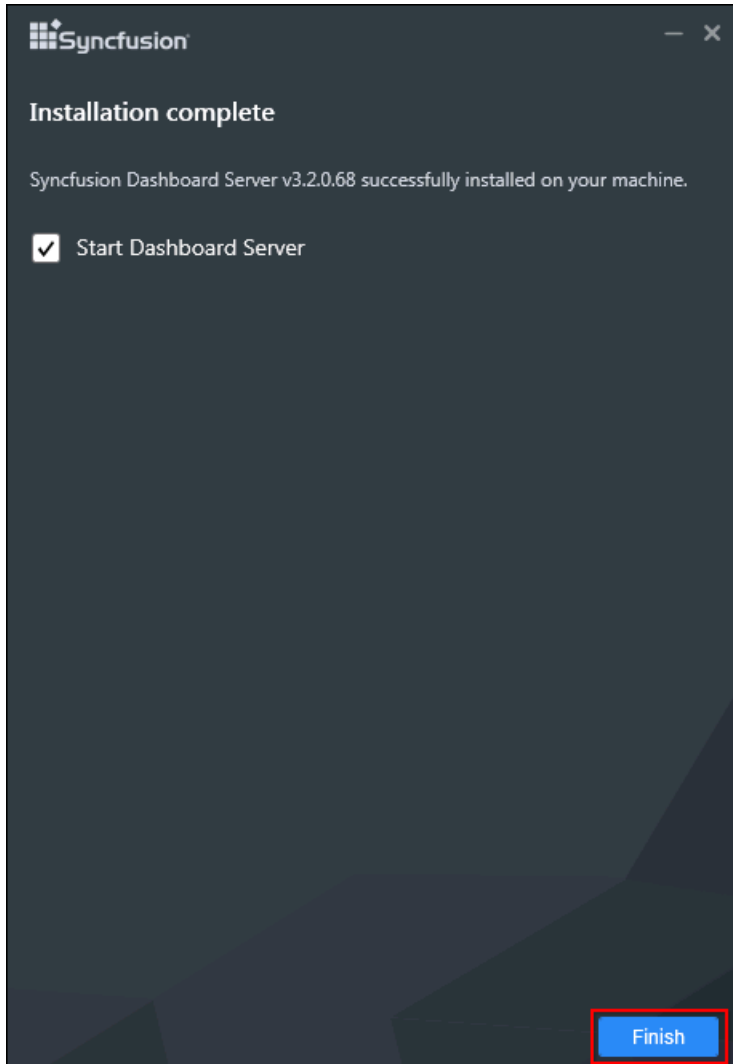 Syncfusion
Installation complete
Syncfusion Dashboard Server v3.2.0.68 successfully installed on your machine.
Start Dashboard Server
Finish